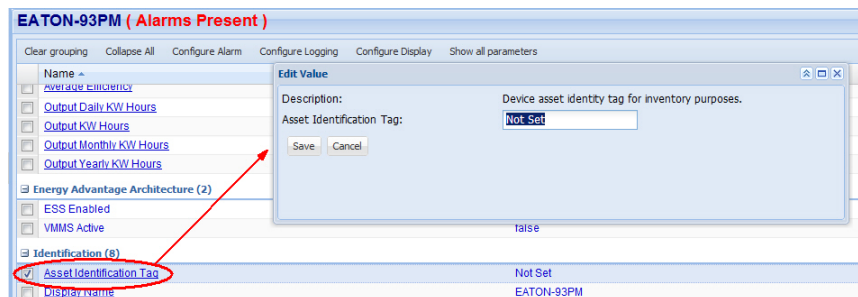 EATON-93PM ( Alarms Present )
Clear grouping Collapse All Configure Alarm Configure Logging Configure Display Show all parameters
Name
Edit Value
Average Efficiency
Description: Device asset identity tag for inventory purposes.
Output Daily KW Hours
Asset Identification Tag: Not Set
Output KW Hours
Save Cancel
Output Monthly KW Hours
Output Yearly KW Hours
Energy Advantage Architecture (2)
ESS Enabled
VMMS Active false
Identification (8)
Asset Identification Tag Not Set
Display Name EATON-93PM